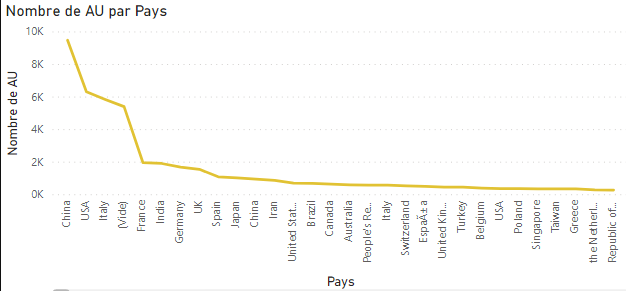 Nombre de AU par Pays
10K
8K
6K
4K
2K
0K
Nombre de AU
China
USA
Italy
(Vide)
France
India
Germany
UK
Spain
Japan
China
Iran
United Stat...
Brazil
Canada
Australia
People's Re...
Italy
Switzerland
EspaÃ±a
United Kin...
Turkey
Belgium
USA
Poland
Singapore
Taiwan
Greece
the Netherl...
Republic of...
Pays